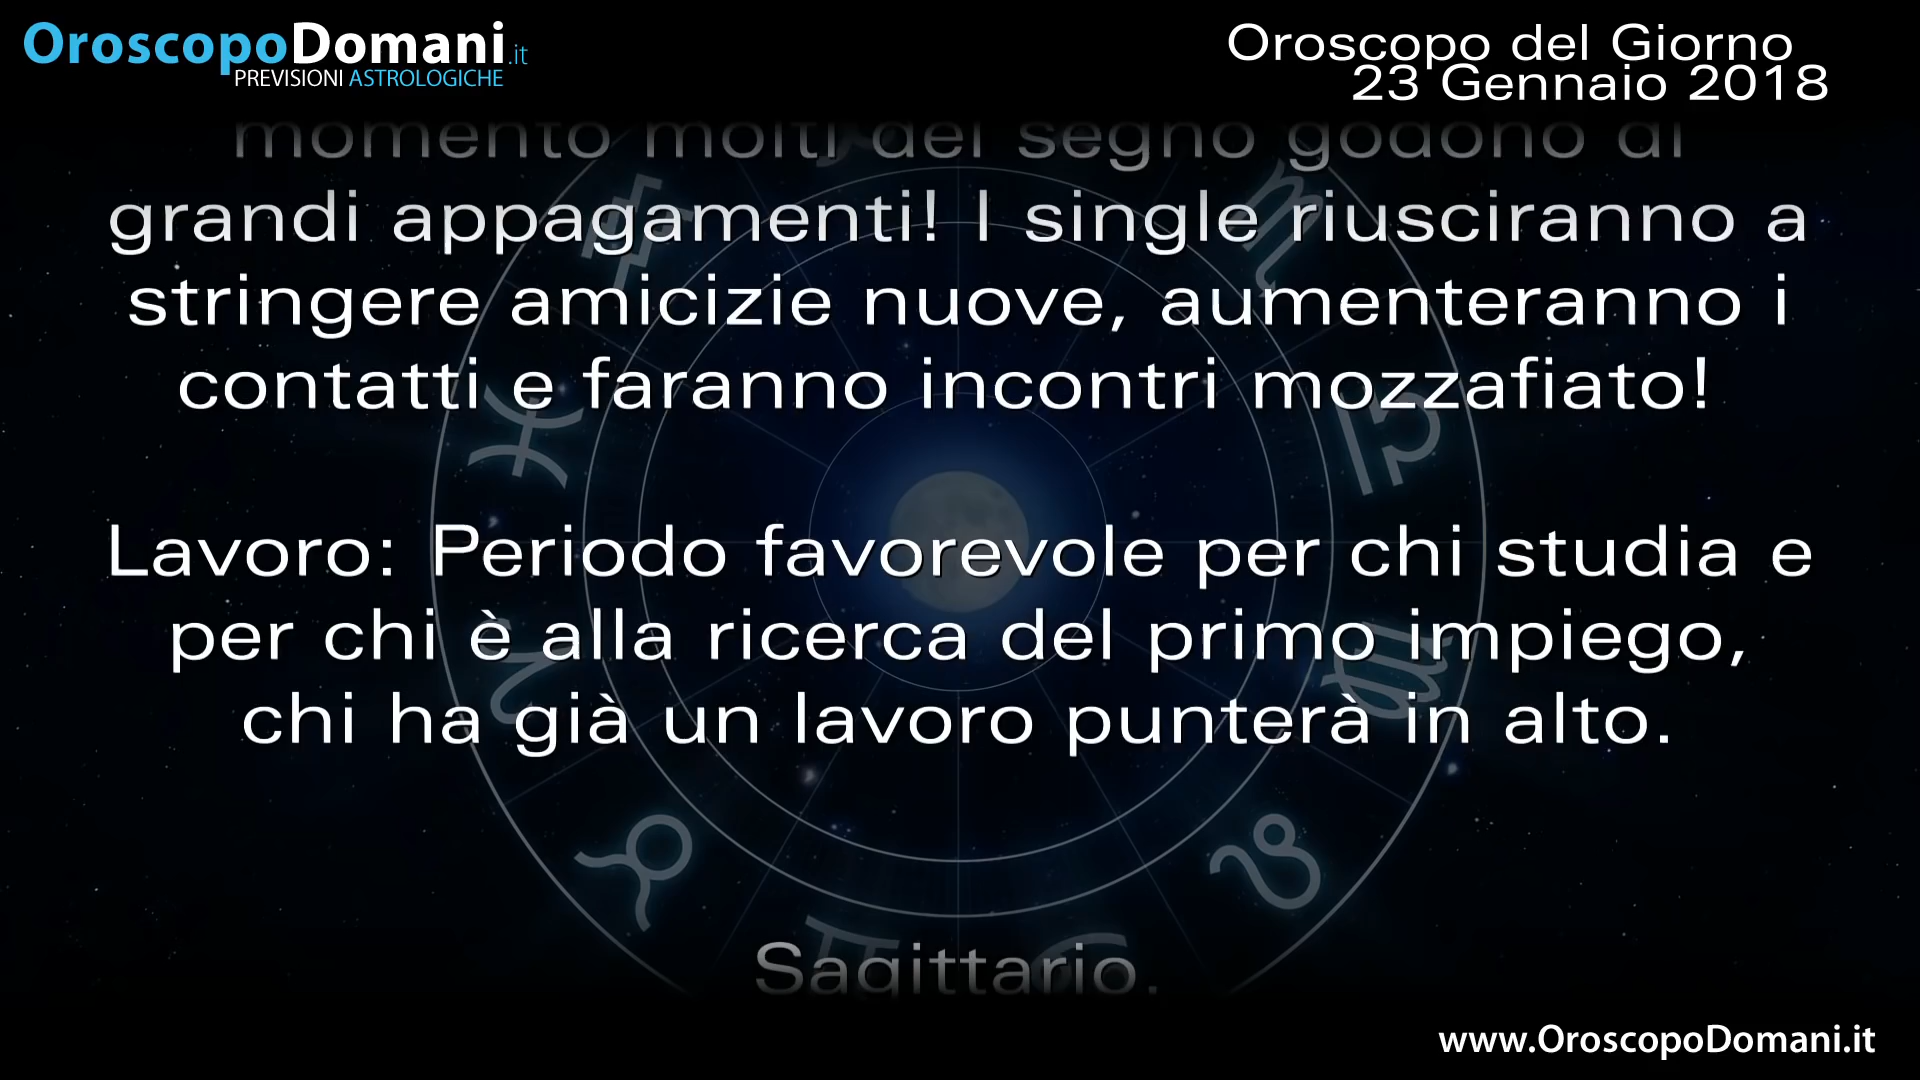 OroscopoDomani.it
PREVISIONI ASTROLOGICHE
Oroscopo del Giorno
23 Gennaio 2018
momento molti del segno godono di
grandi appagamenti! I single riusciranno a
stringere amicizie nuove, aumenteranno i
contatti e faranno incontri mozzafiato!
Lavoro: Periodo favorevole per chi studia e
per chi è alla ricerca del primo impiego,
chi ha già un lavoro punterà in alto.
Sagittario.
www.OroscopoDomani.it